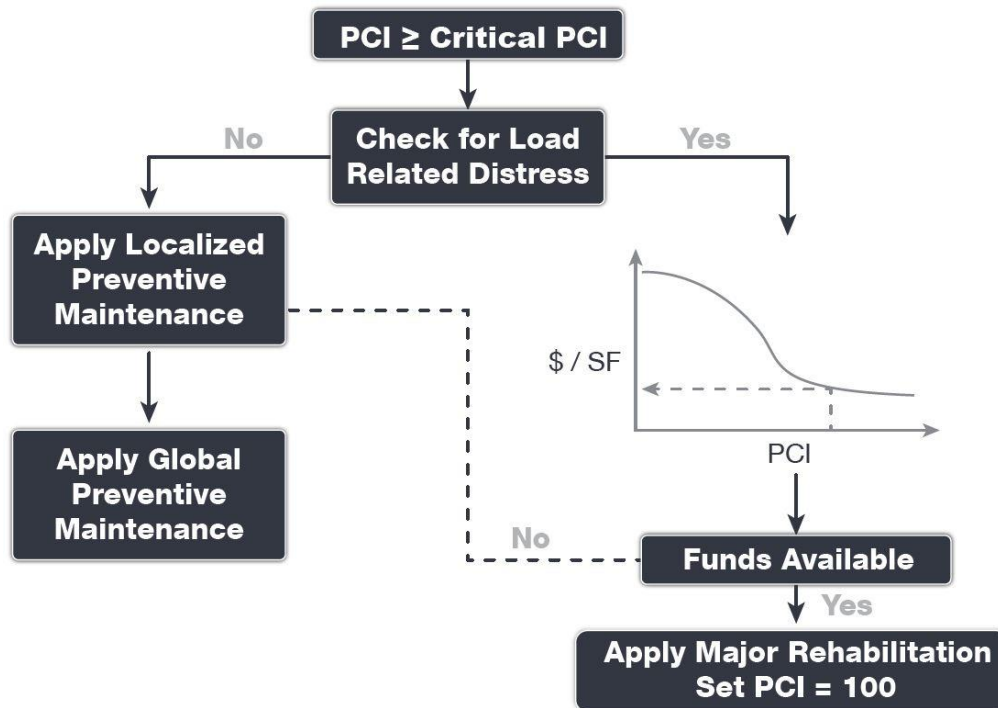 PCI ≥ Critical PCI
No
Check for Load
Related Distress
Yes
Apply Localized
Preventive
Maintenance
$ / SF
PCI
Apply Global
Preventive
Maintenance
No
Funds Available
Yes
Apply Major Rehabilitation
Set PCI = 100